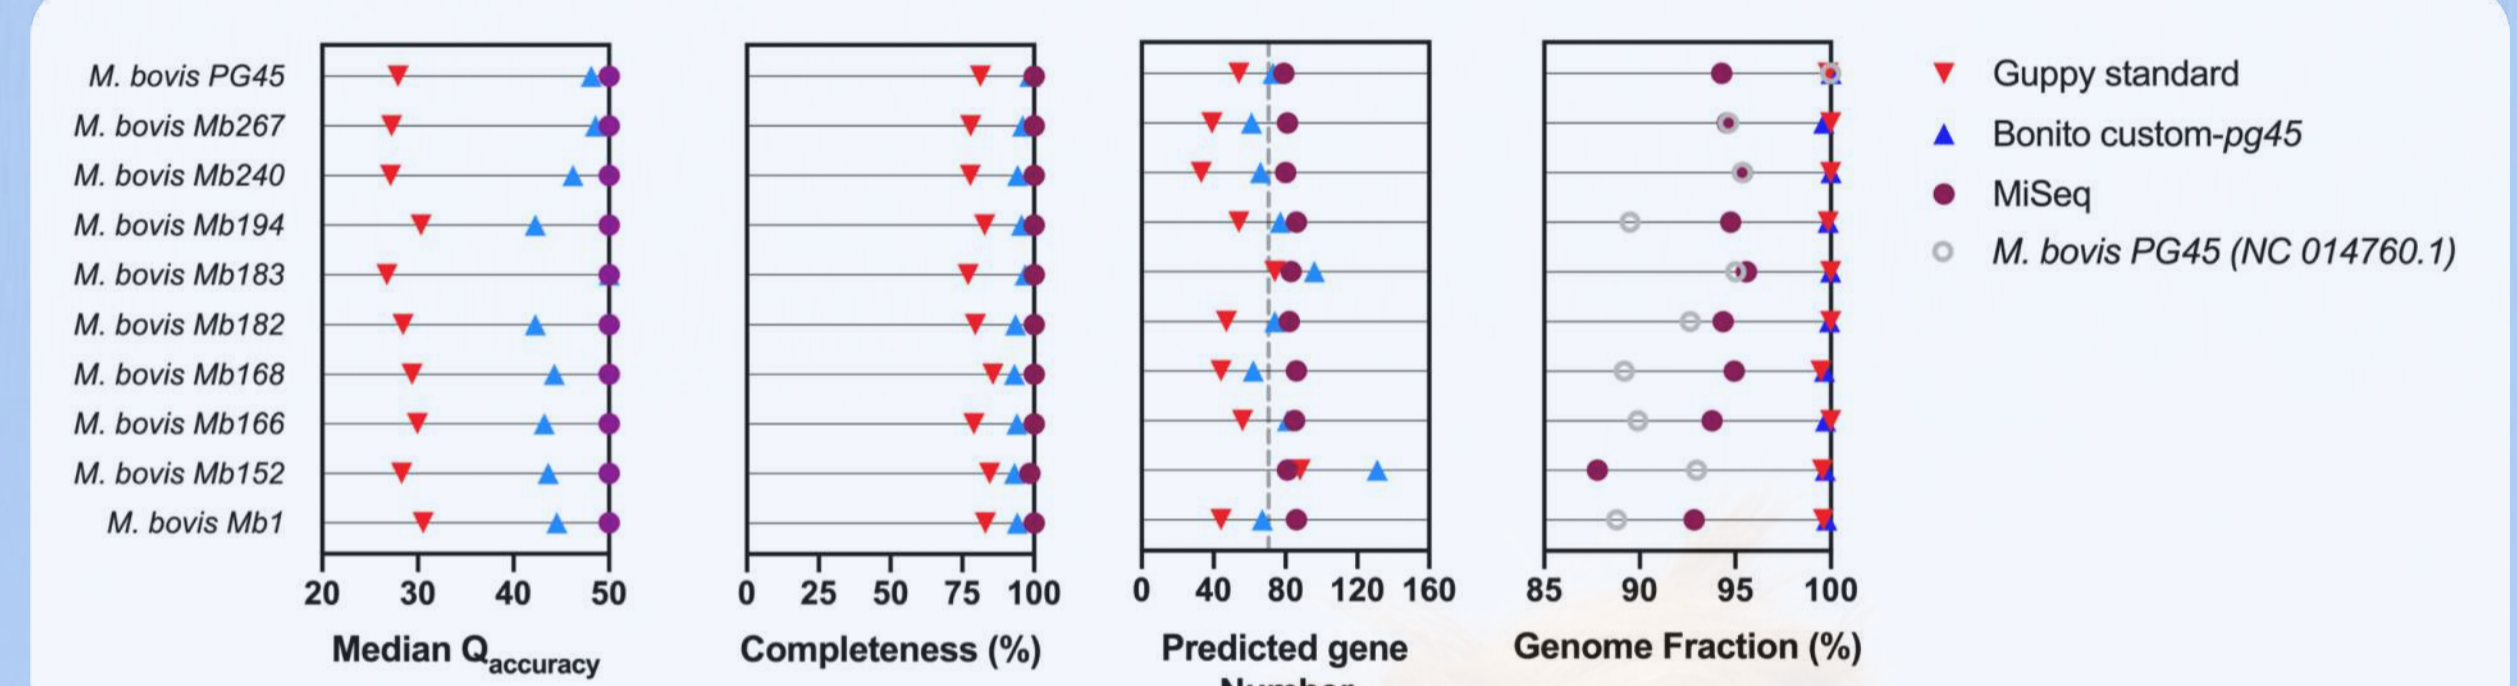 M. bovis PG45
M. bovis Mb267
M. bovis Mb240
M. bovis Mb194
M. bovis Mb183
M. bovis Mb182
M. bovis Mb168
M. bovis Mb166
M. bovis Mb152
M. bovis Mb1
20 30 40 50
Median Qaccuracy
0 25 50 75 100
Completeness (%)
0 40 80 120 160
Predicted gene
Number
85 90 95 100
Genome Fraction (%)
Guppy standard
Bonito custom-pg45
MiSeq
M. bovis PG45 (NC 014760.1)